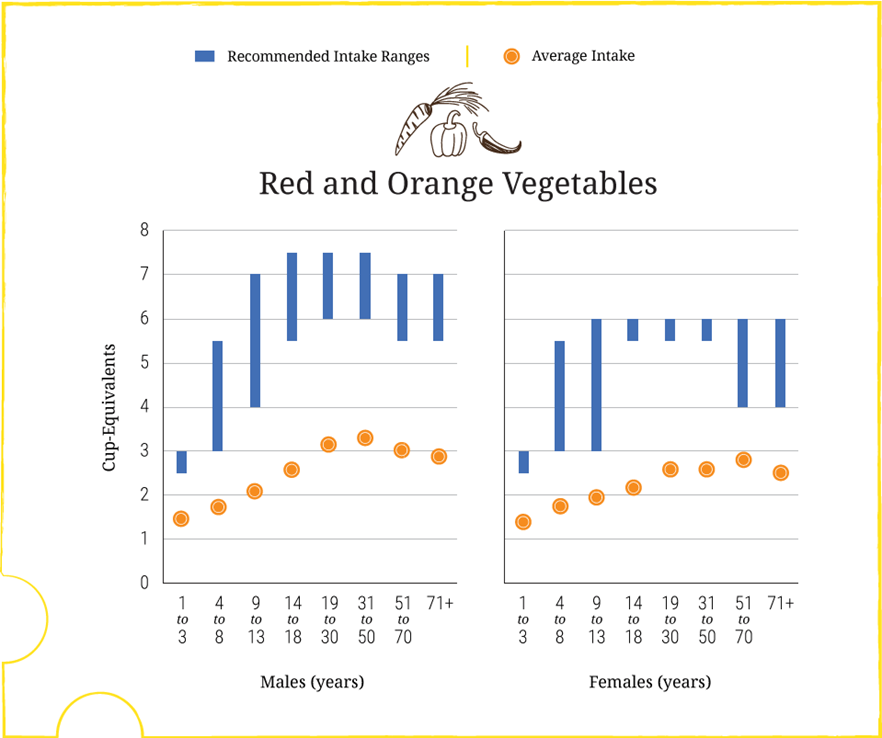 Recommended Intake Ranges
Average Intake
Red and Orange Vegetables
Cup-Equivalents
8
7
6
5
4
3
2
1
0
1 to 3
4 to 8
9 to 13
14 to 18
19 to 30
31 to 50
51 to 70
71+
Males (years)
1 to 3
4 to 8
9 to 13
14 to 18
19 to 30
31 to 50
51 to 70
71+
Females (years)